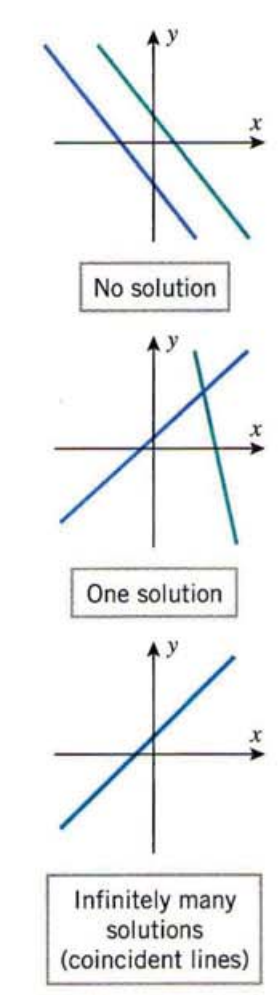 y
x
No solution
y
x
One solution
y
x
Infinitely many
solutions
(coincident lines)